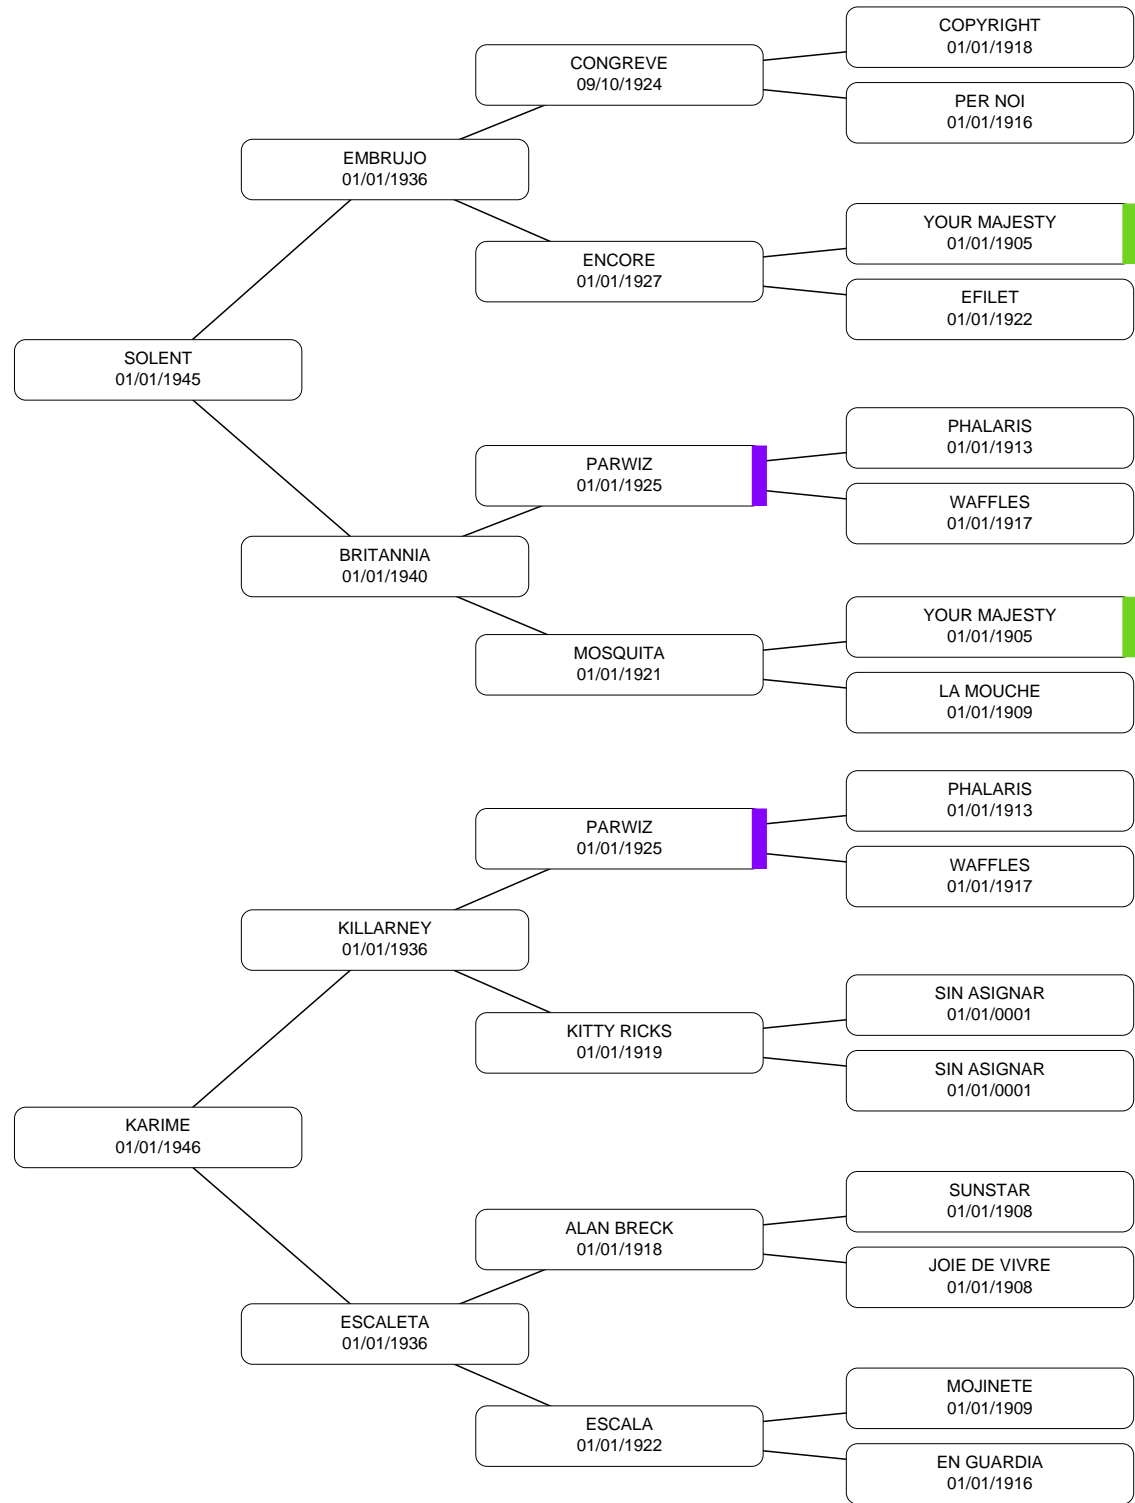 COPYRIGHT
01/01/1918
CONGREVE
09/10/1924
PER NOI
01/01/1916
EMBRUJO
01/01/1936
YOUR MAJESTY
01/01/1905
ENCORE
01/01/1927
EFILET
01/01/1922
SOLENT
01/01/1945
PHALARIS
01/01/1913
PARWIZ
01/01/1925
WAFFLES
01/01/1917
BRITANNIA
01/01/1940
YOUR MAJESTY
01/01/1905
MOSQUITA
01/01/1921
LA MOUCHE
01/01/1909
PHALARIS
01/01/1913
PARWIZ
01/01/1925
WAFFLES
01/01/1917
KILLARNEY
01/01/1936
SIN ASIGNAR
01/01/0001
KITTY RICKS
01/01/1919
SIN ASIGNAR
01/01/0001
KARIME
01/01/1946
SUNSTAR
01/01/1908
ALAN BRECK
01/01/1918
JOIE DE VIVRE
01/01/1908
ESCALETA
01/01/1936
MOJINETE
01/01/1909
ESCALA
01/01/1922
EN GUARDIA
01/01/1916